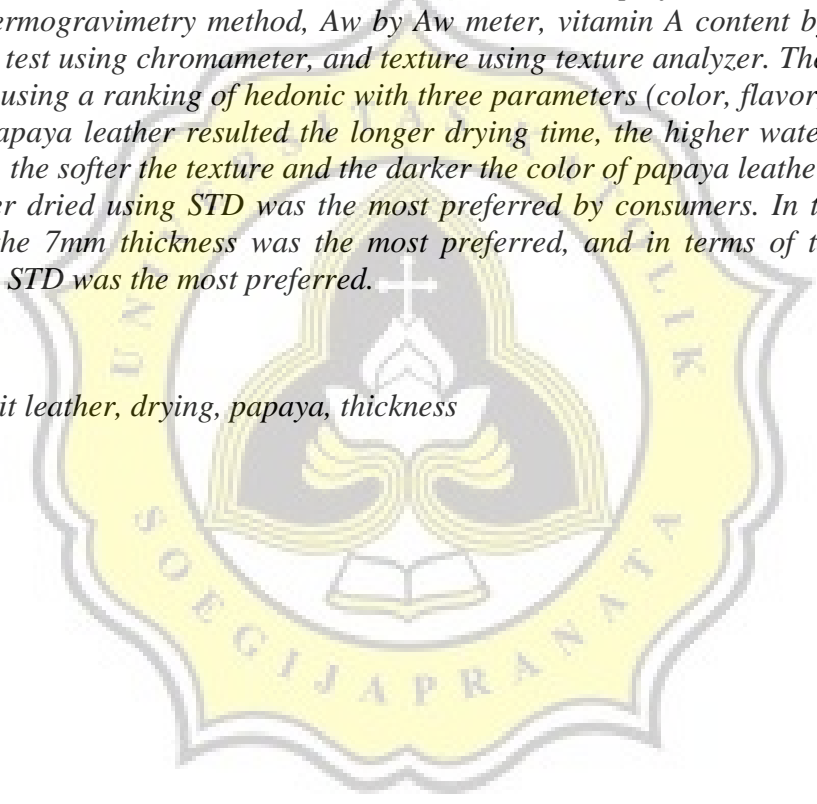 ermogravimetry method, Aw by Aw meter, vitamin A content b
test using chromameter, and texture using texture analyzer. The
using a ranking of hedonic with three parameters (color, flavor
apaya leather resulted the longer drying time, the higher wate
the softer the texture and the darker the color of papaya leathe
er dried using STD was the most preferred by consumers. In t
he 7mm thickness was the most preferred, and in terms of t
STD was the most preferred.
it leather, drying, papaya, thickness
UNIVERSITAS KATOLIK
SOEGIJAPRANATA